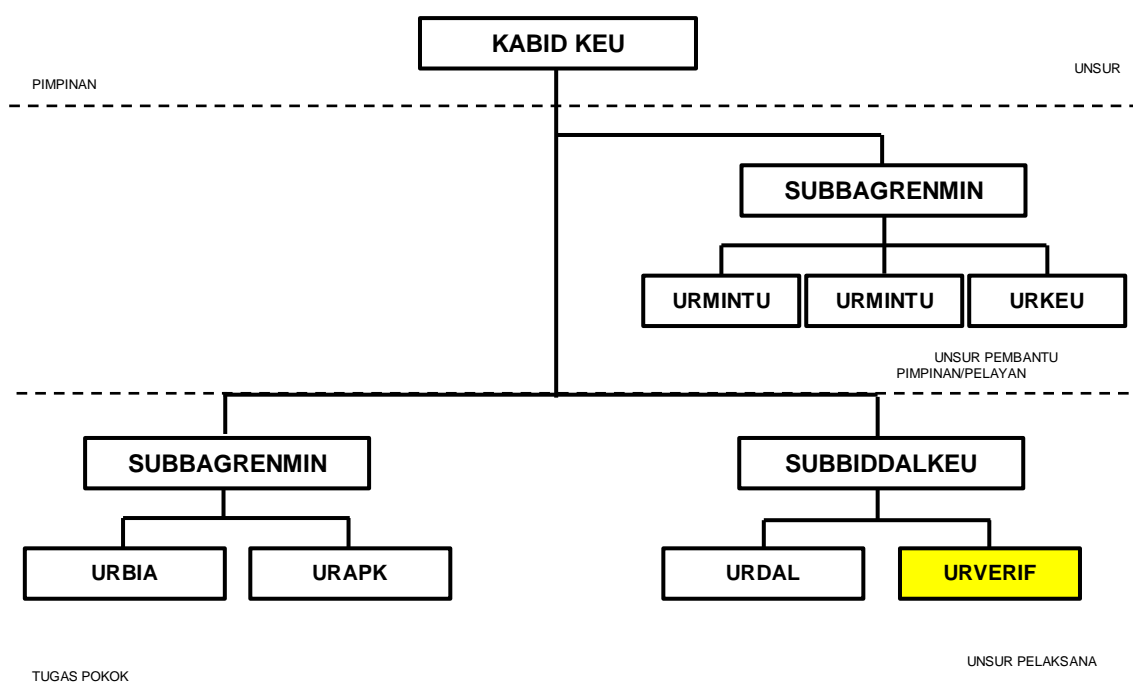 KABID KEU
UNSUR
PIMPINAN
SUBBAGRENMIN
URMINTU
URMINTU
URKEU
UNSUR PEMBANTU
PIMPINAN/PELAYAN
SUBBAGRENMIN
SUBBIDDALKEU
URBIA
URAPK
URDAL
URVERIF
UNSUR PELAKSANA
TUGAS POKOK